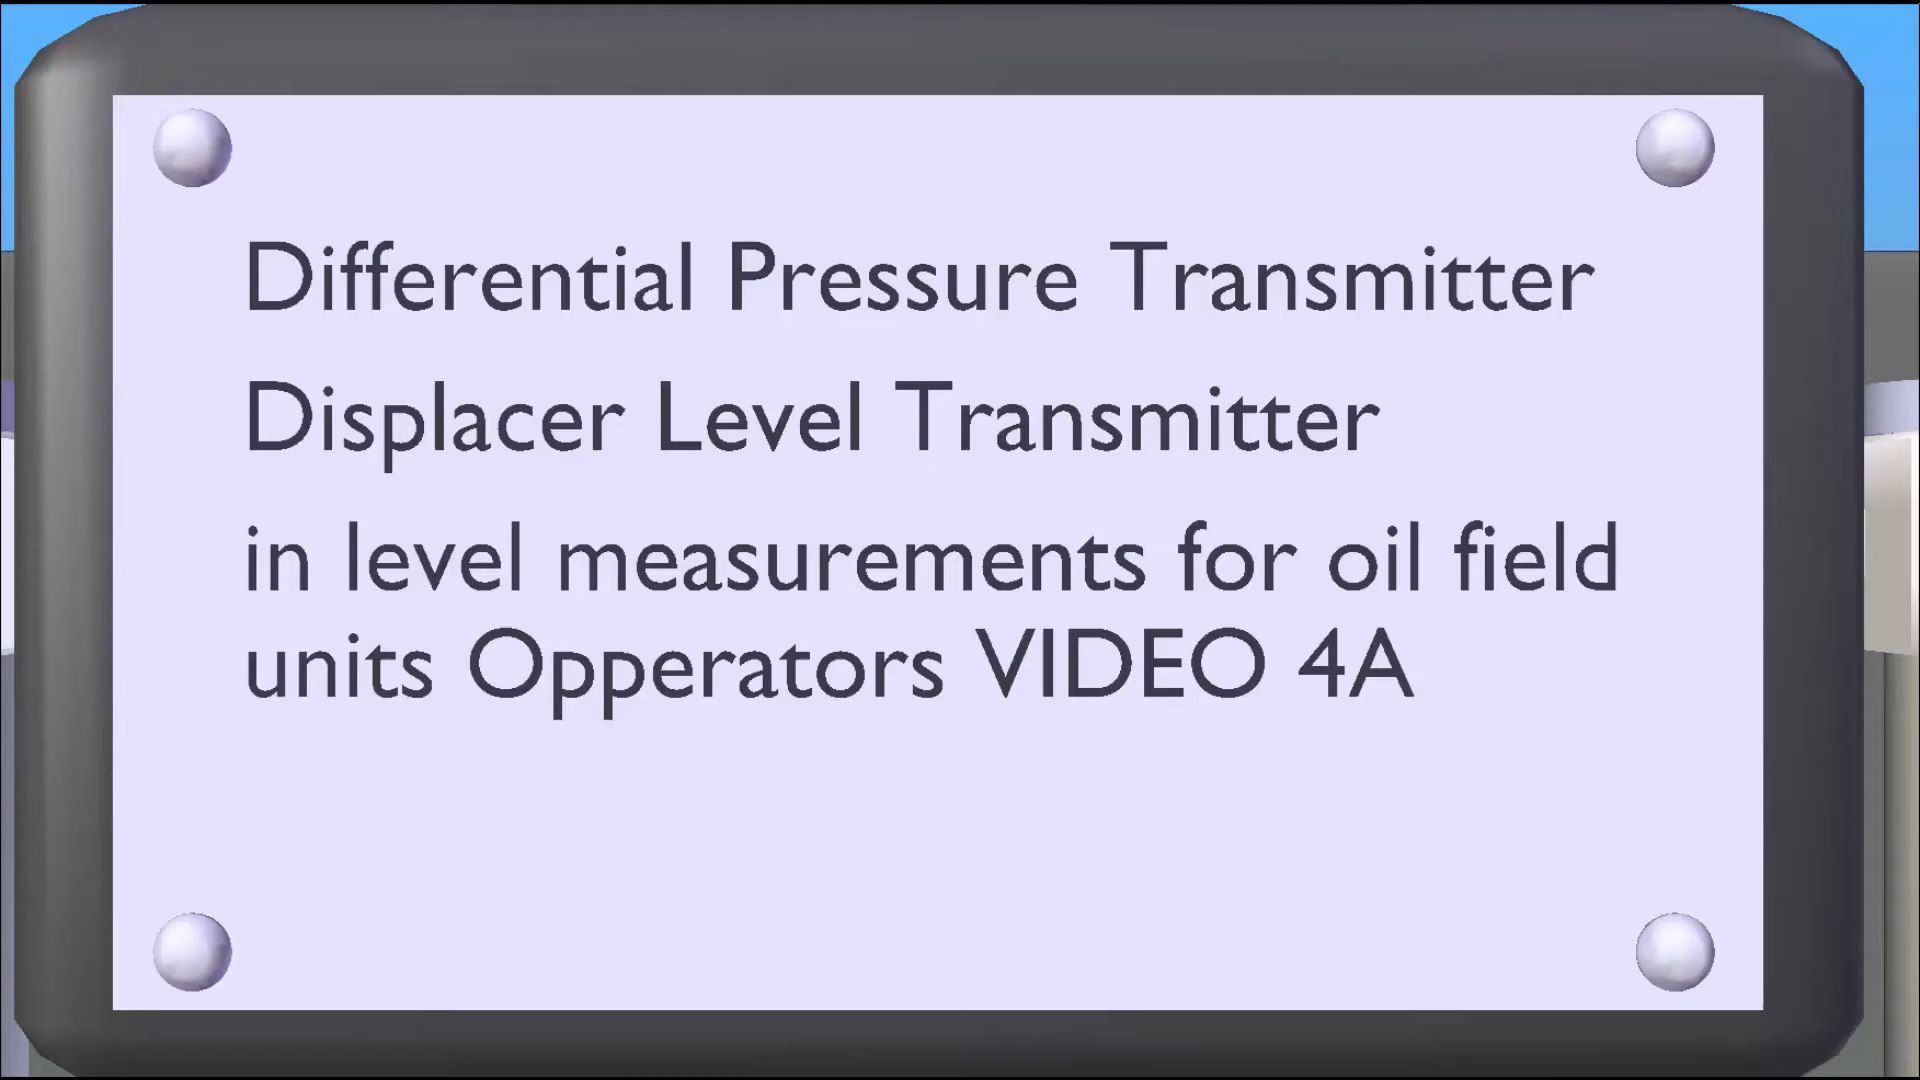 Differential Pressure Transmitter
Displacer Level Transmitter
in level measurements for oil field
units Opperators VIDEO 4A